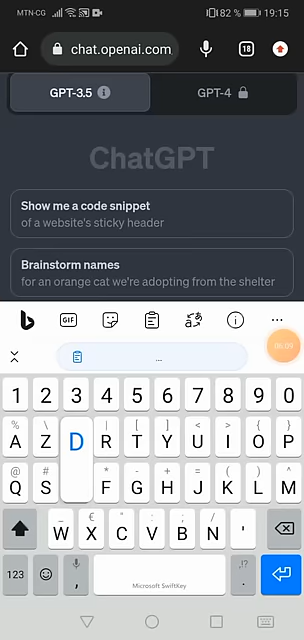 MTN-CG 82 % 19:15
chat.openai.com 18
GPT-3.5 GPT-4
ChatGPT
Show me a code snippet
of a website's sticky header
Brainstorm names
for an orange cat we're adopting from the shelter
GIF
...
1 2 3 4 5 6 7 8 9 0
% \ | [ ] < > { }
A Z D R T Y U I O P
@ # * - + = ( )
Q S F G H J K L M
_ € " : ; /
W X C V B N '
123 , Microsoft SwiftKey ,!? .